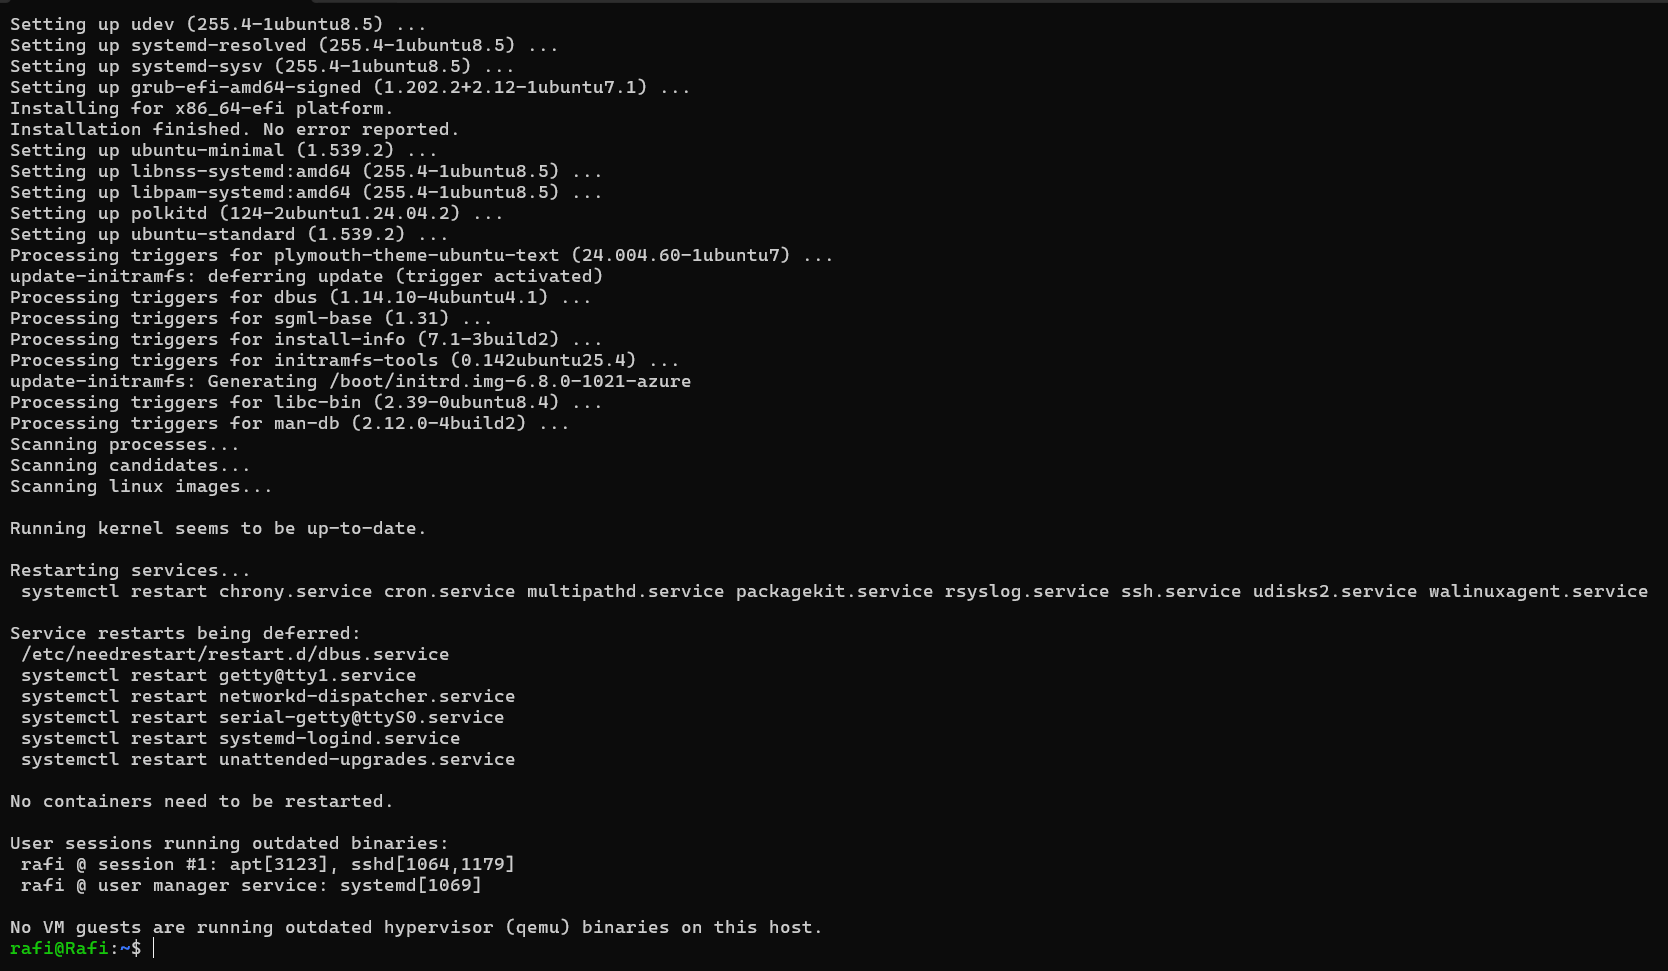 Setting up udev (255.4-1ubuntu8.5) ...
Setting up systemd-resolved (255.4-1ubuntu8.5) ...
Setting up systemd-sysv (255.4-1ubuntu8.5) ...
Setting up grub-efi-amd64-signed (1.202.2+2.12-1ubuntu7.1) ...
Installing for x86_64-efi platform.
Installation finished. No error reported.
Setting up ubuntu-minimal (1.539.2) ...
Setting up libnss-systemd:amd64 (255.4-1ubuntu8.5) ...
Setting up libpam-systemd:amd64 (255.4-1ubuntu8.5) ...
Setting up polkitd (124-2ubuntu1.24.04.2) ...
Setting up ubuntu-standard (1.539.2) ...
Processing triggers for plymouth-theme-ubuntu-text (24.004.60-1ubuntu7) ...
update-initramfs: deferring update (trigger activated)
Processing triggers for dbus (1.14.10-4ubuntu4.1) ...
Processing triggers for sgml-base (1.31) ...
Processing triggers for install-info (7.1-3build2) ...
Processing triggers for initramfs-tools (0.142ubuntu25.4) ...
update-initramfs: Generating /boot/initrd.img-6.8.0-1021-azure
Processing triggers for libc-bin (2.39-0ubuntu8.4) ...
Processing triggers for man-db (2.12.0-4build2) ...
Scanning processes...
Scanning candidates...
Scanning linux images...

Running kernel seems to be up-to-date.

Restarting services...
 systemctl restart chrony.service cron.service multipathd.service packagekit.service rsyslog.service ssh.service udisks2.service walinuxagent.service

Service restarts being deferred:
 /etc/needrestart/restart.d/dbus.service
 systemctl restart getty@tty1.service
 systemctl restart networkd-dispatcher.service
 systemctl restart serial-getty@ttyS0.service
 systemctl restart systemd-logind.service
 systemctl restart unattended-upgrades.service

No containers need to be restarted.

User sessions running outdated binaries:
 rafi @ session #1: apt[3123], sshd[1064,1179]
 rafi @ user manager service: systemd[1069]

No VM guests are running outdated hypervisor (qemu) binaries on this host.
rafi@Rafi:~$